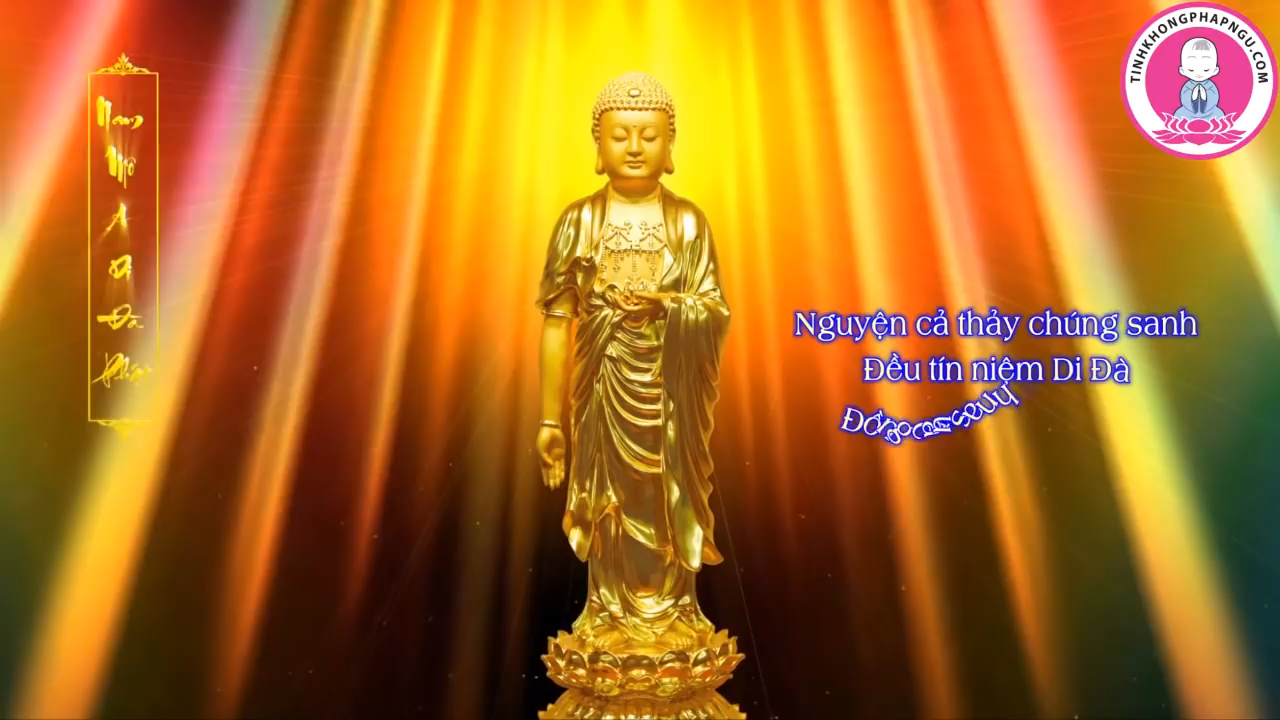 Nam
Mô
A
Di
Đà
Phật
TINHKHONGPHAPNGU.COM
Nguyện cả thảy chúng sanh
Đều tín niệm Di Đà